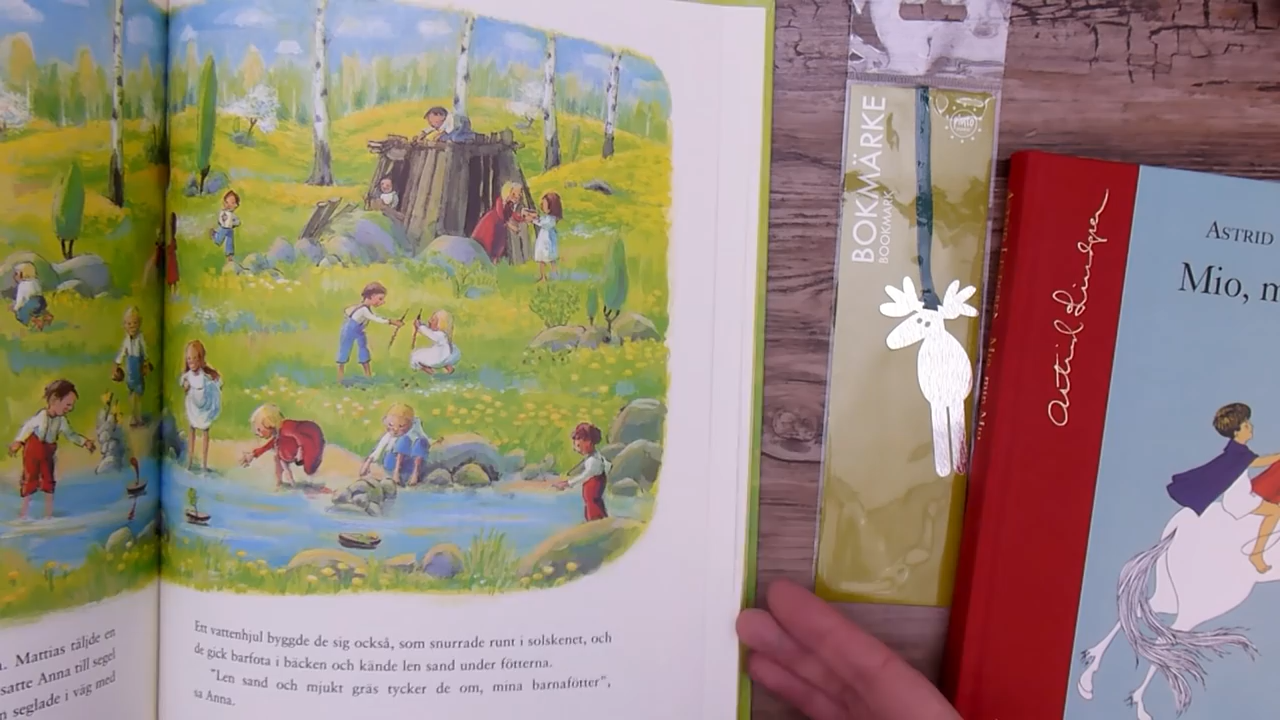 . Mattias täljde en
satte Anna till segel
n seglade i väg med
Ett vattenhjul byggde de sig också, som snurrade runt i solskenet, och
de gick barfota i bäcken och kände len sand under fötterna.
"Len sand och mjukt gräs tycker de om, mina barnafötter",
sa Anna.
BOKMÄRKE
BOOKMARK
Astrid Lindgren
ASTRID
Mio, m